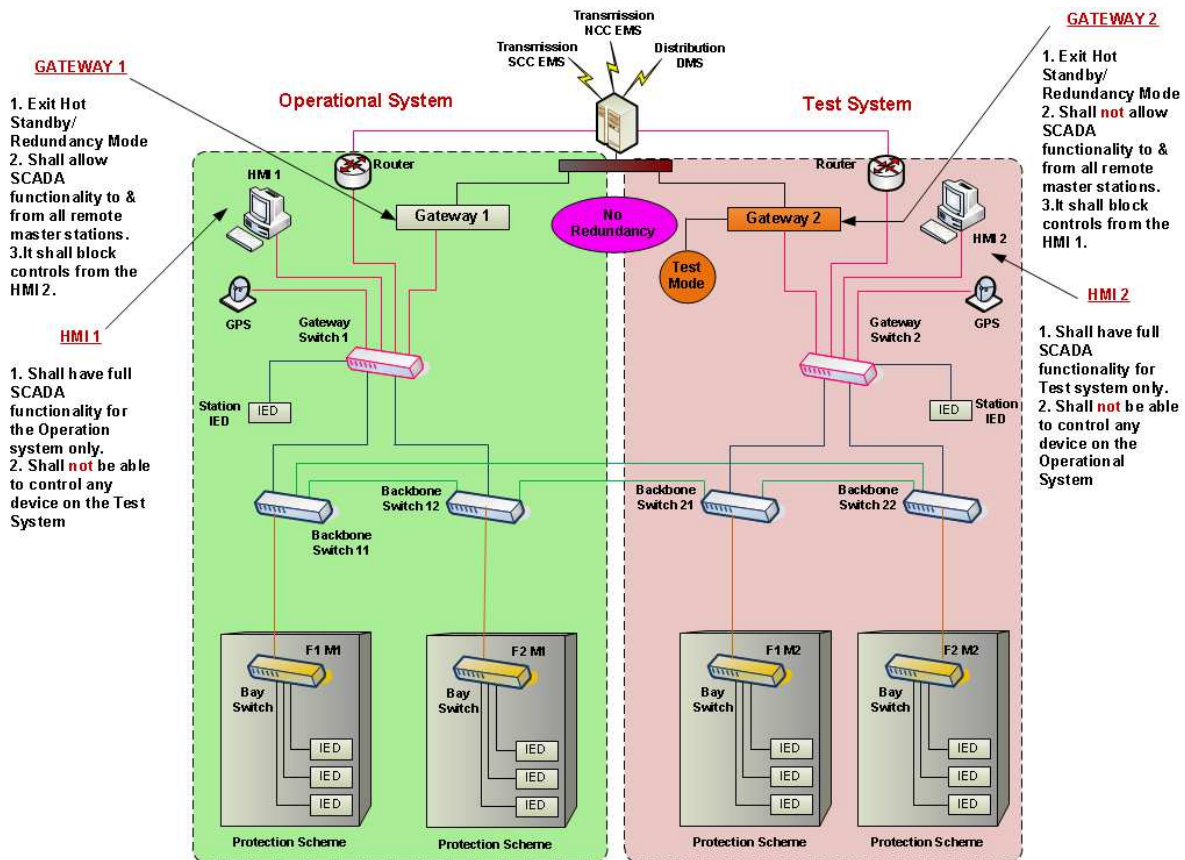 Transmission
NCC EMS
Transmission
SCC EMS
Distribution
DMS
GATEWAY 1
1. Exit Hot
Standby/
Redundancy Mode
2. Shall allow
SCADA
functionality to &
from all remote
master stations.
3.It shall block
controls from the
HMI 2.
HMI 1
1. Shall have full
SCADA
functionality for
the Operation
system only.
2. Shall not be able
to control any
device on the Test
System
Operational System
Router
HMI 1
Gateway 1
GPS
Gateway
Switch 1
IED
Station
IED
Backbone
Switch 12
Backbone
Switch 11
F1 M1
Bay
Switch
IED
IED
IED
Protection Scheme
F2 M1
Bay
Switch
IED
IED
IED
Protection Scheme
No
Redundancy
Test System
Router
Gateway 2
Test
Mode
HMI 2
GPS
Gateway
Switch 2
IED
Station
IED
Backbone
Switch 21
Backbone
Switch 22
F1 M2
Bay
Switch
IED
IED
IED
Protection Scheme
F2 M2
Bay
Switch
IED
IED
IED
Protection Scheme
GATEWAY 2
1. Exit Hot
Standby/
Redundancy Mode
2. Shall not allow
SCADA
functionality to &
from all remote
master stations.
3.It shall block
controls from the
HMI 1.
HMI 2
1. Shall have full
SCADA
functionality for
Test system only.
2. Shall not be able
to control any
device on the
Operational
System